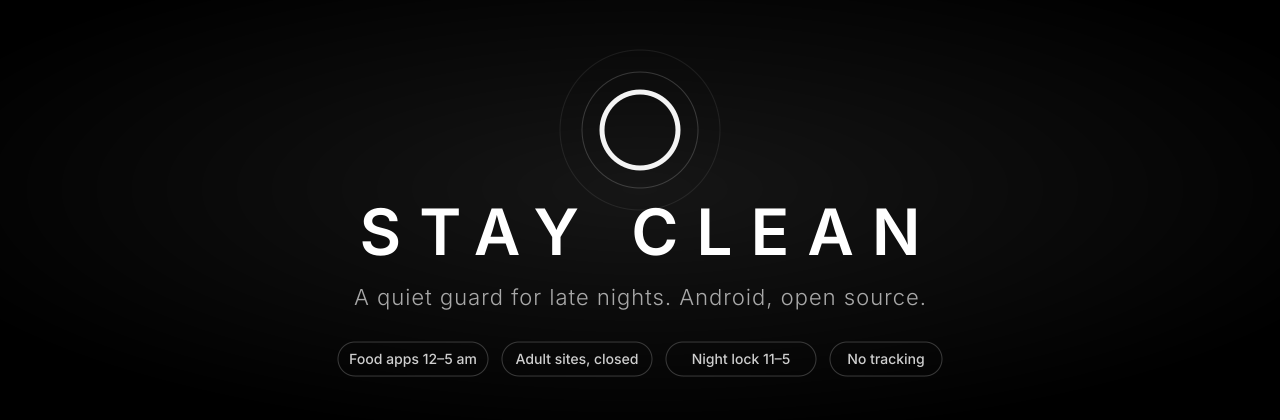 STAY CLEAN
A quiet guard for late nights. Android, open source.
Food apps 12–5 am
Adult sites, closed
Night lock 11–5
No tracking